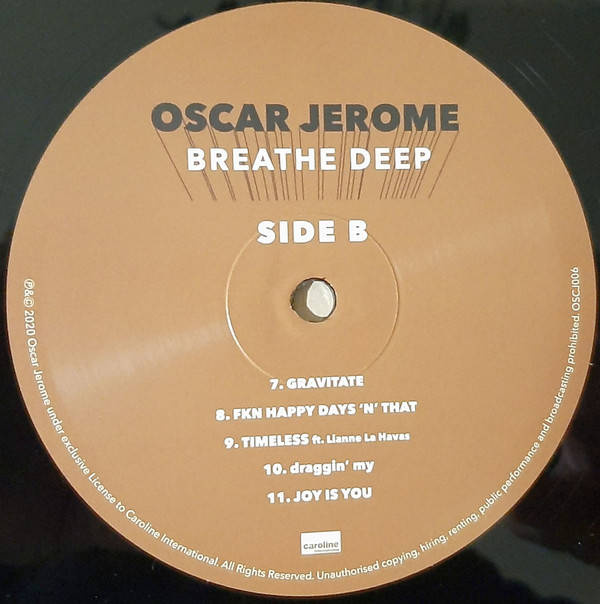 OSCAR JEROME
BREATHE DEEP
SIDE B
7. GRAVITATE
8. FKN HAPPY DAYS ‘N’ THAT
9. TIMELESS ft. Lianne La Havas
10. draggin’ my
11. JOY IS YOU
caroline
international
℗&© 2020 Oscar Jerome under exclusive License to Caroline International. All Rights Reserved. Unauthorised copying, hiring, renting, public performance and broadcasting prohibited. OSCJ006